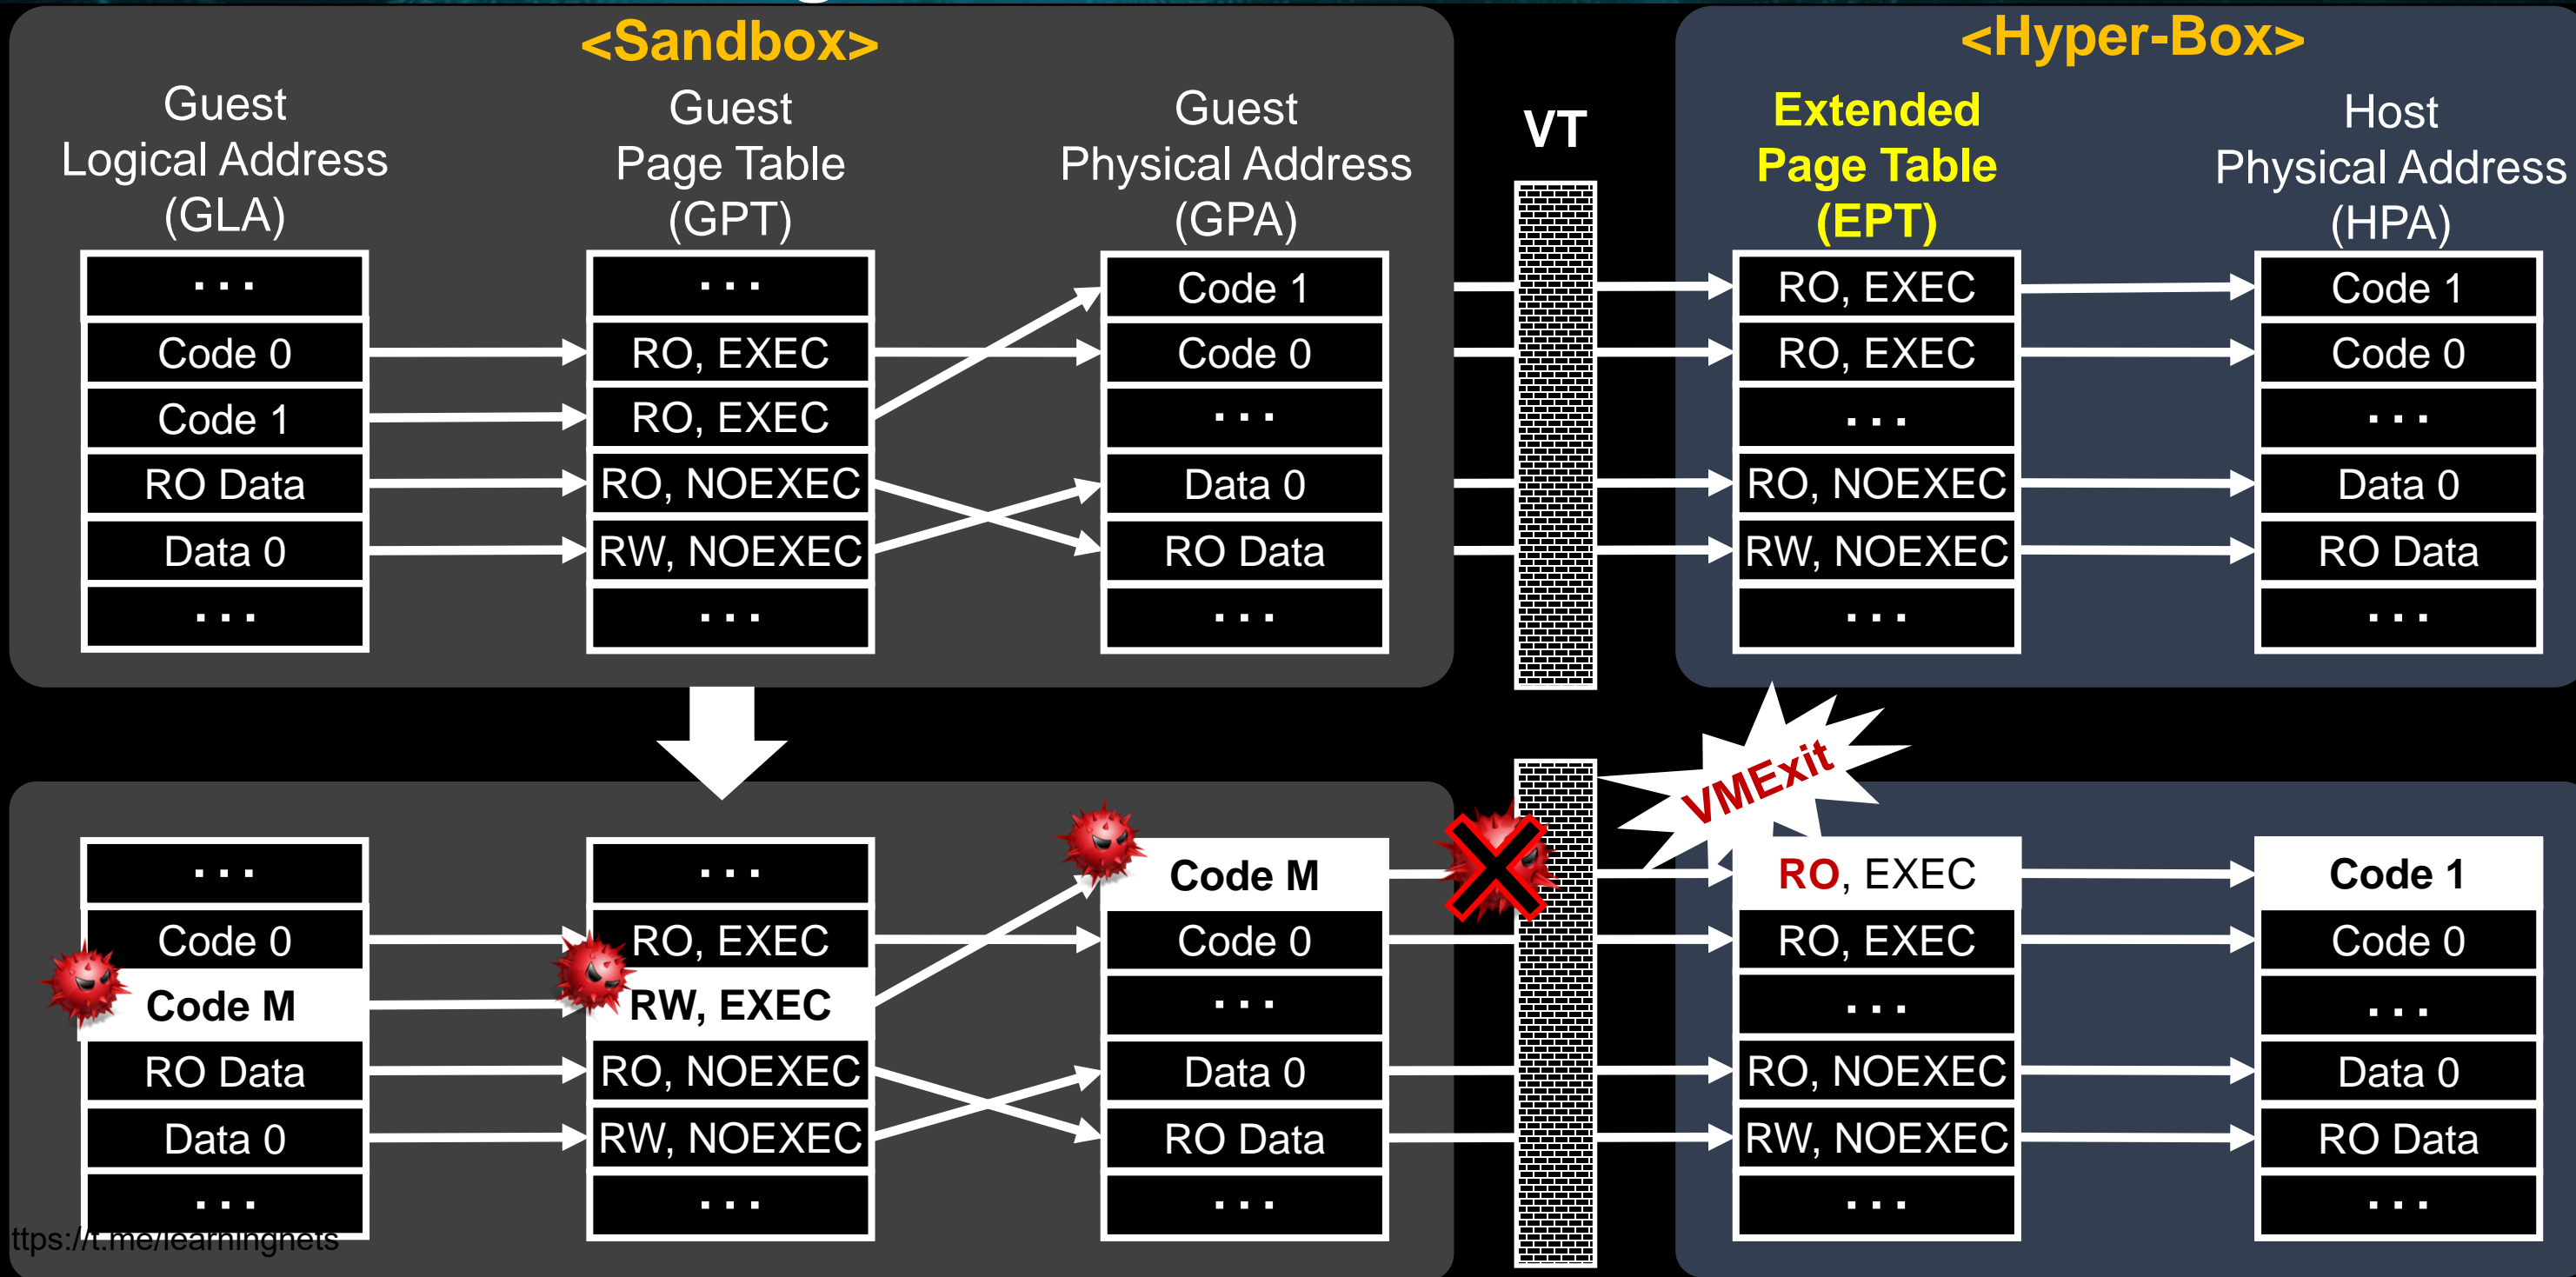 <Sandbox>
<Hyper-Box>
Guest
Logical Address
(GLA)
Guest
Page Table
(GPT)
Guest
Physical Address
(GPA)
VT
Extended
Page Table
(EPT)
Host
Physical Address
(HPA)
...
...
Code 1
RO, EXEC
Code 1
Code 0
RO, EXEC
Code 0
RO, EXEC
Code 0
Code 1
RO, EXEC
...
...
...
RO Data
RO, NOEXEC
Data 0
RO, NOEXEC
Data 0
Data 0
RW, NOEXEC
RO Data
RW, NOEXEC
RO Data
...
...
...
...
...
VMExit
...
...
Code M
RO, EXEC
Code 1
Code 0
RO, EXEC
Code 0
RO, EXEC
Code 0
Code M
RW, EXEC
...
...
...
RO Data
RO, NOEXEC
Data 0
RO, NOEXEC
Data 0
Data 0
RW, NOEXEC
RO Data
RW, NOEXEC
RO Data
...
...
...
...
...
ttps://t.me/learningnets